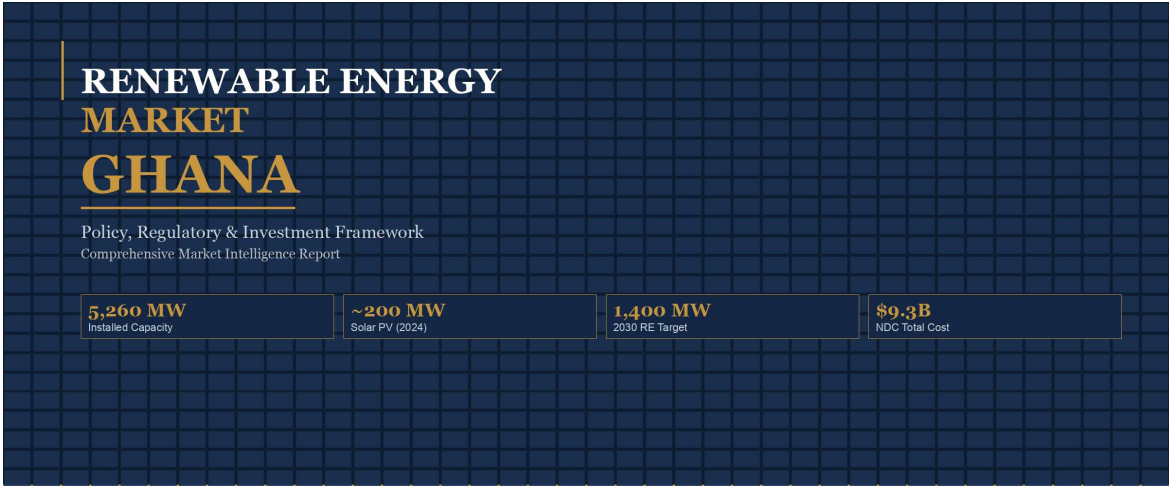 RENEWABLE ENERGY
MARKET
GHANA
Policy, Regulatory & Investment Framework
Comprehensive Market Intelligence Report
5,260 MW
Installed Capacity
~200 MW
Solar PV (2024)
1,400 MW
2030 RE Target
$9.3B
NDC Total Cost